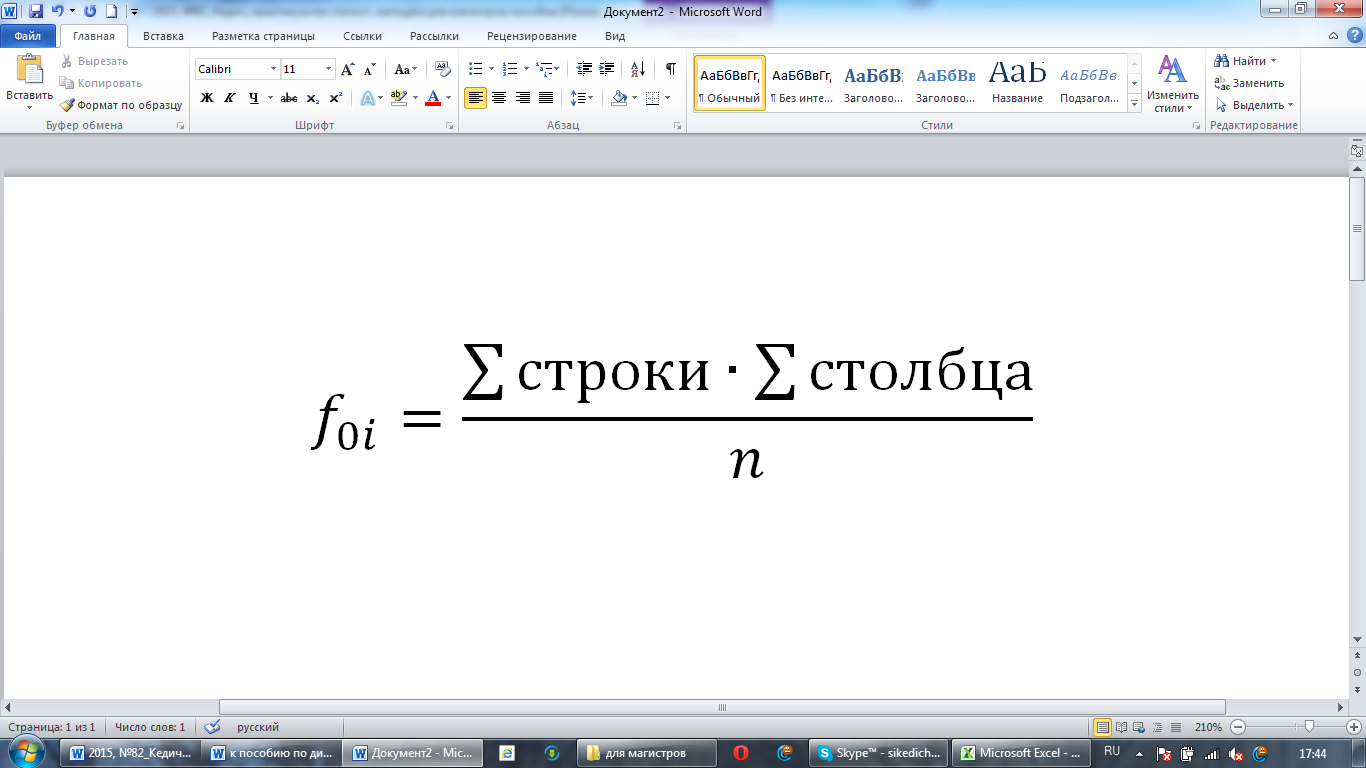 Документ2 - Microsoft Word
Файл Главная Вставка Разметка страницы Ссылки Рассылки Рецензирование Вид
Вставить
Вырезать
Копировать
Формат по образцу
Буфер обмена
Calibri 11
Ж К Ч abc x₂ x²
Шрифт
Абзац
АаБбВвГг, АаБбВвГг, АаБбВ АаБбВв АаБ АаБбВв.
¶ Обычный ¶ Без инте... Заголово... Заголово... Название Подзагол...
Стили
Изменить стили
Найти
Заменить
Выделить
Редактирование
f₀ᵢ = (∑ строки · ∑ столбца) / n
Страница: 1 из 1 Число слов: 1 русский 210%
2015, №82_Кедич... к пособию по ди... Документ2 - Mic... для магистров Skype™ - sikedich... Microsoft Excel - ... RU 17:44